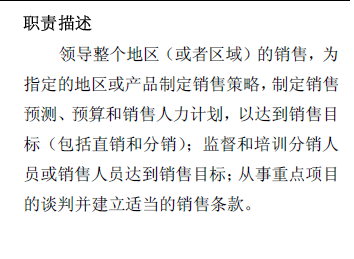 职责描述
领导整个地区（或者区域）的销售，为
指定的地区或产品制定销售策略，制定销售
预测、预算和销售人力计划，以达到销售目
标（包括直销和分销）；监督和培训分销人
员或销售人员达到销售目标；从事重点项目
的谈判并建立适当的销售条款。